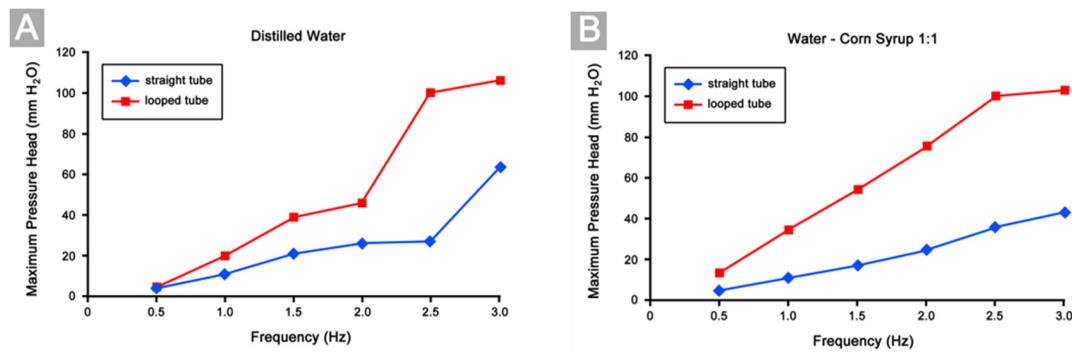 A
Distilled Water
Maximum Pressure Head (mm H₂O)
120
100
80
60
40
20
0
straight tube
looped tube
0 0.5 1.0 1.5 2.0 2.5 3.0
Frequency (Hz)
B
Water - Corn Syrup 1:1
Maximum Pressure Head (mm H₂O)
120
100
80
60
40
20
0
straight tube
looped tube
0 0.5 1.0 1.5 2.0 2.5 3.0
Frequency (Hz)